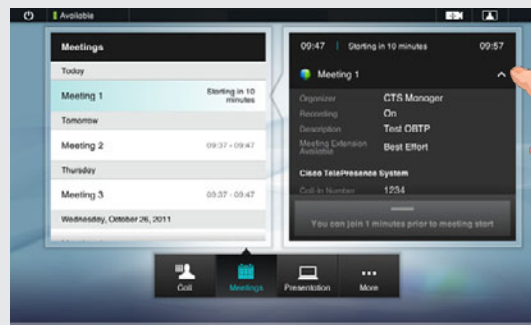 Available
Meetings
Today
Meeting 1
Starting in 10
minutes
Tomorrow
Meeting 2
09:37 - 09:47
Thursday
Meeting 3
09:37 - 09:47
Wednesday, October 26, 2011
09:47 | Starting in 10 minutes 09:57
Meeting 1
Organizer CTS Manager
Recording On
Description Test OBTP
Meeting Extension
Available
Best Effort
Cisco TelePresence System
Call-In Number 1234
You can join 1 minutes prior to meeting start
Call
Meetings
Presentation
More